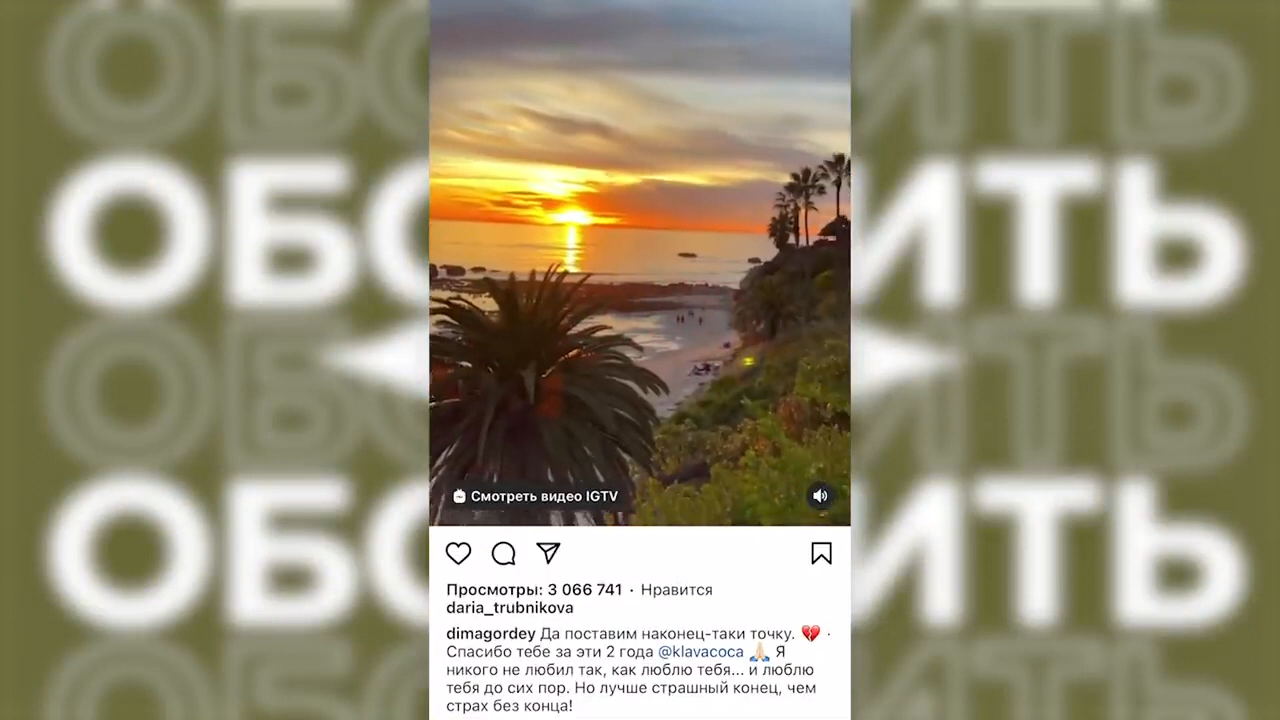 Смотреть видео IGTV
Просмотры: 3 066 741 · Нравится
daria_trubnikova
dimagordey Да поставим наконец-таки точку. 💔 ·
Спасибо тебе за эти 2 года @klavacoca 🙏🏻 Я
никого не любил так, как люблю тебя... и люблю
тебя до сих пор. Но лучше страшный конец, чем
страх без конца!